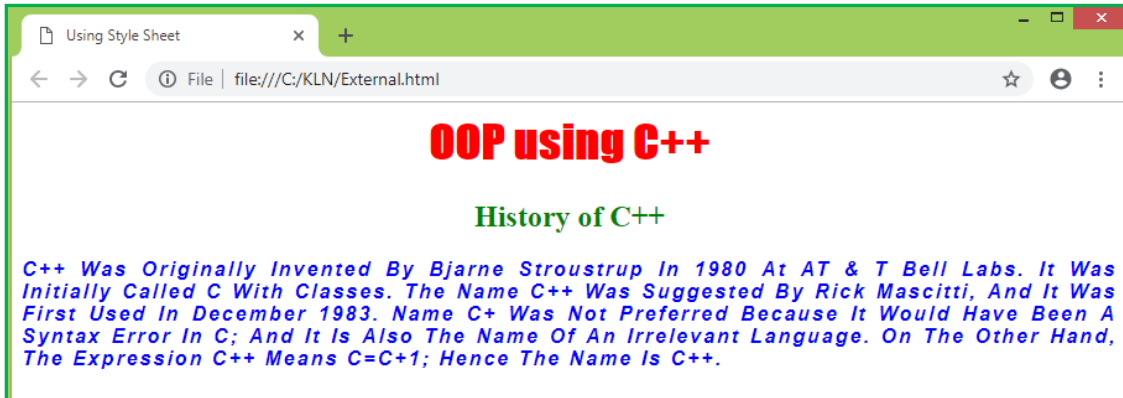 Using Style Sheet
File | file:///C:/KLN/External.html
OOP using C++
History of C++
C++ Was Originally Invented By Bjarne Stroustrup In 1980 At AT & T Bell Labs. It Was
Initially Called C With Classes. The Name C++ Was Suggested By Rick Mascitti, And It Was
First Used In December 1983. Name C+ Was Not Preferred Because It Would Have Been A
Syntax Error In C; And It Is Also The Name Of An Irrelevant Language. On The Other Hand,
The Expression C++ Means C=C+1; Hence The Name Is C++.